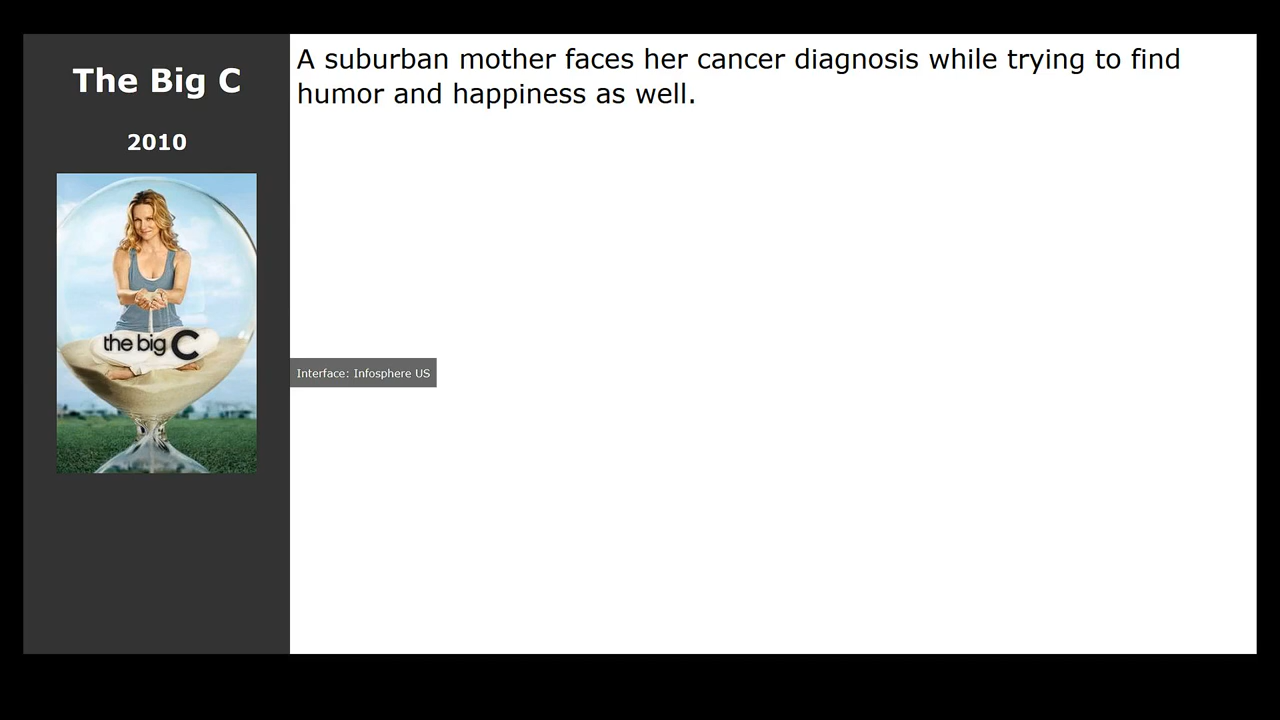 The Big C
2010
the big C
A suburban mother faces her cancer diagnosis while trying to find
humor and happiness as well.
Interface: Infosphere US